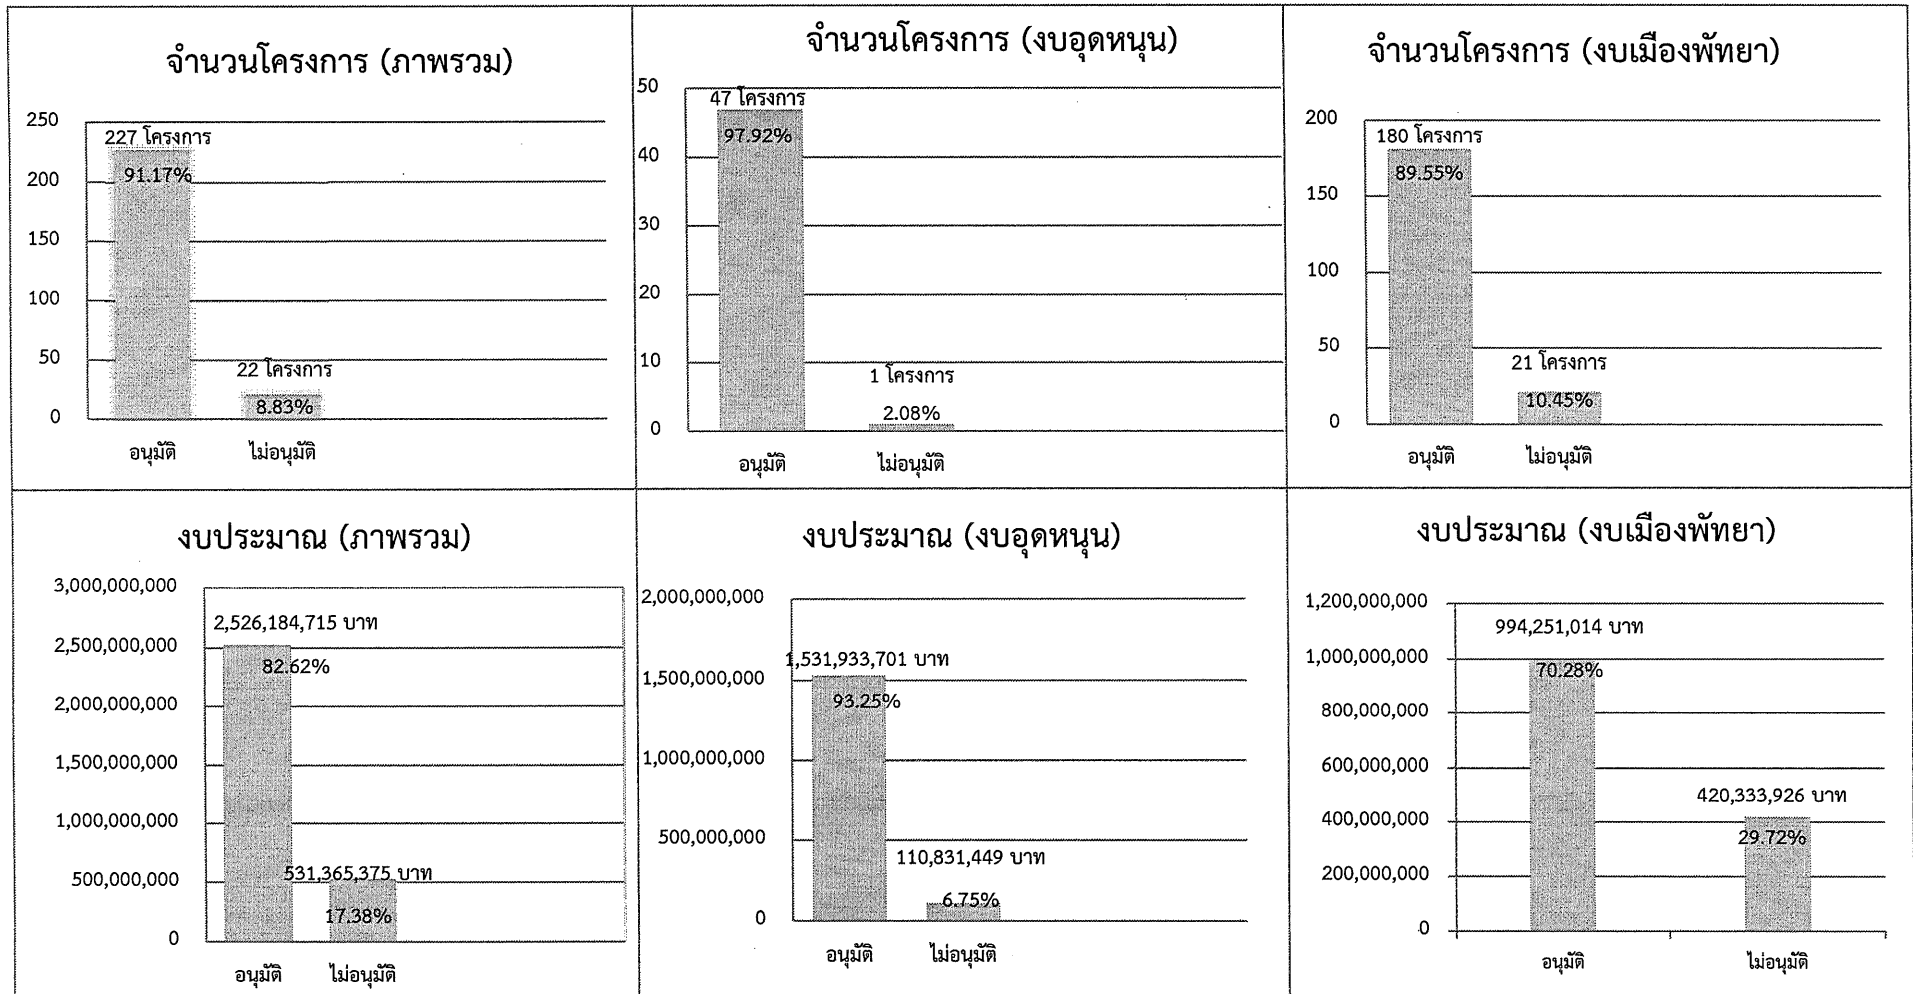 จำนวนโครงการ (ภาพรวม)
250
200
150
100
50
0
227 โครงการ
91.17%
22 โครงการ
8.83%
อนุมัติ
ไม่อนุมัติ
จำนวนโครงการ (งบอุดหนุน)
50
40
30
20
10
0
47 โครงการ
97.92%
1 โครงการ
2.08%
อนุมัติ
ไม่อนุมัติ
จำนวนโครงการ (งบเมืองพัทยา)
200
150
100
50
0
180 โครงการ
89.55%
21 โครงการ
10.45%
อนุมัติ
ไม่อนุมัติ
งบประมาณ (ภาพรวม)
3,000,000,000
2,500,000,000
2,000,000,000
1,500,000,000
1,000,000,000
500,000,000
0
2,526,184,715 บาท
82.62%
531,365,375 บาท
17.38%
อนุมัติ
ไม่อนุมัติ
งบประมาณ (งบอุดหนุน)
2,000,000,000
1,500,000,000
1,000,000,000
500,000,000
0
1,531,933,701 บาท
93.25%
110,831,449 บาท
6.75%
อนุมัติ
ไม่อนุมัติ
งบประมาณ (งบเมืองพัทยา)
1,200,000,000
1,000,000,000
800,000,000
600,000,000
400,000,000
200,000,000
0
994,251,014 บาท
70.28%
420,333,926 บาท
29.72%
อนุมัติ
ไม่อนุมัติ